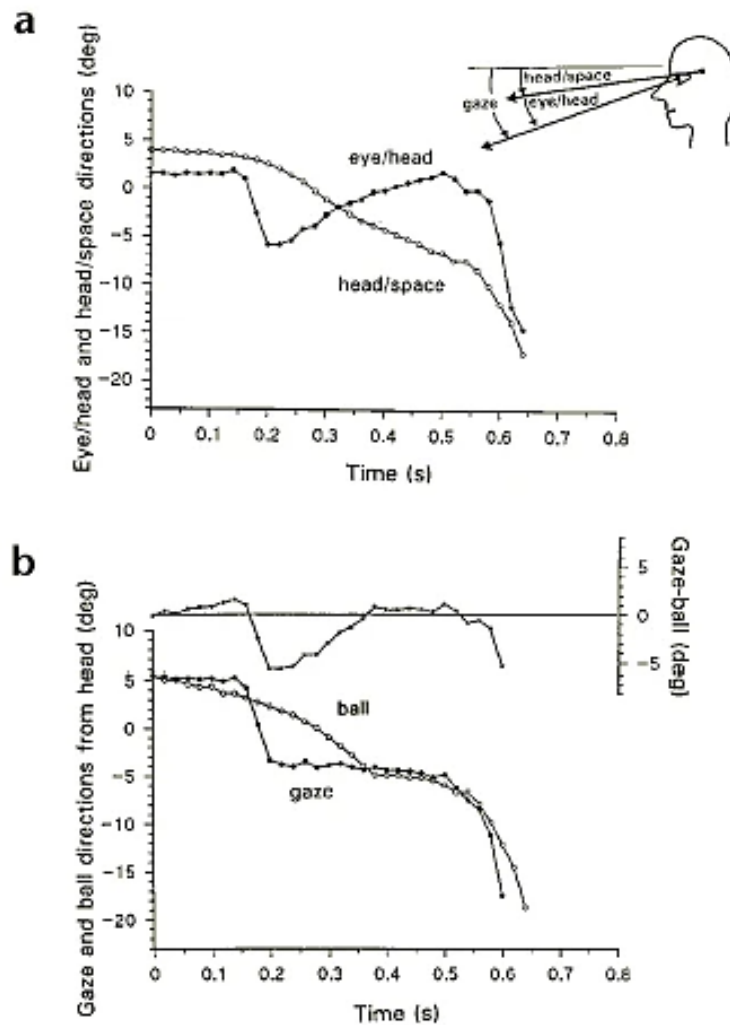 a
head/space
gaze
eye/head
Eye/head and head/space directions (deg)
10
5
0
−5
−10
−15
−20
eye/head
head/space
0 0.1 0.2 0.3 0.4 0.5 0.6 0.7 0.8
Time (s)
b
Gaze-ball (deg)
5
0
−5
Gaze and ball directions from head (deg)
10
5
0
−5
−10
−15
−20
ball
gaze
0 0.1 0.2 0.3 0.4 0.5 0.6 0.7 0.8
Time (s)